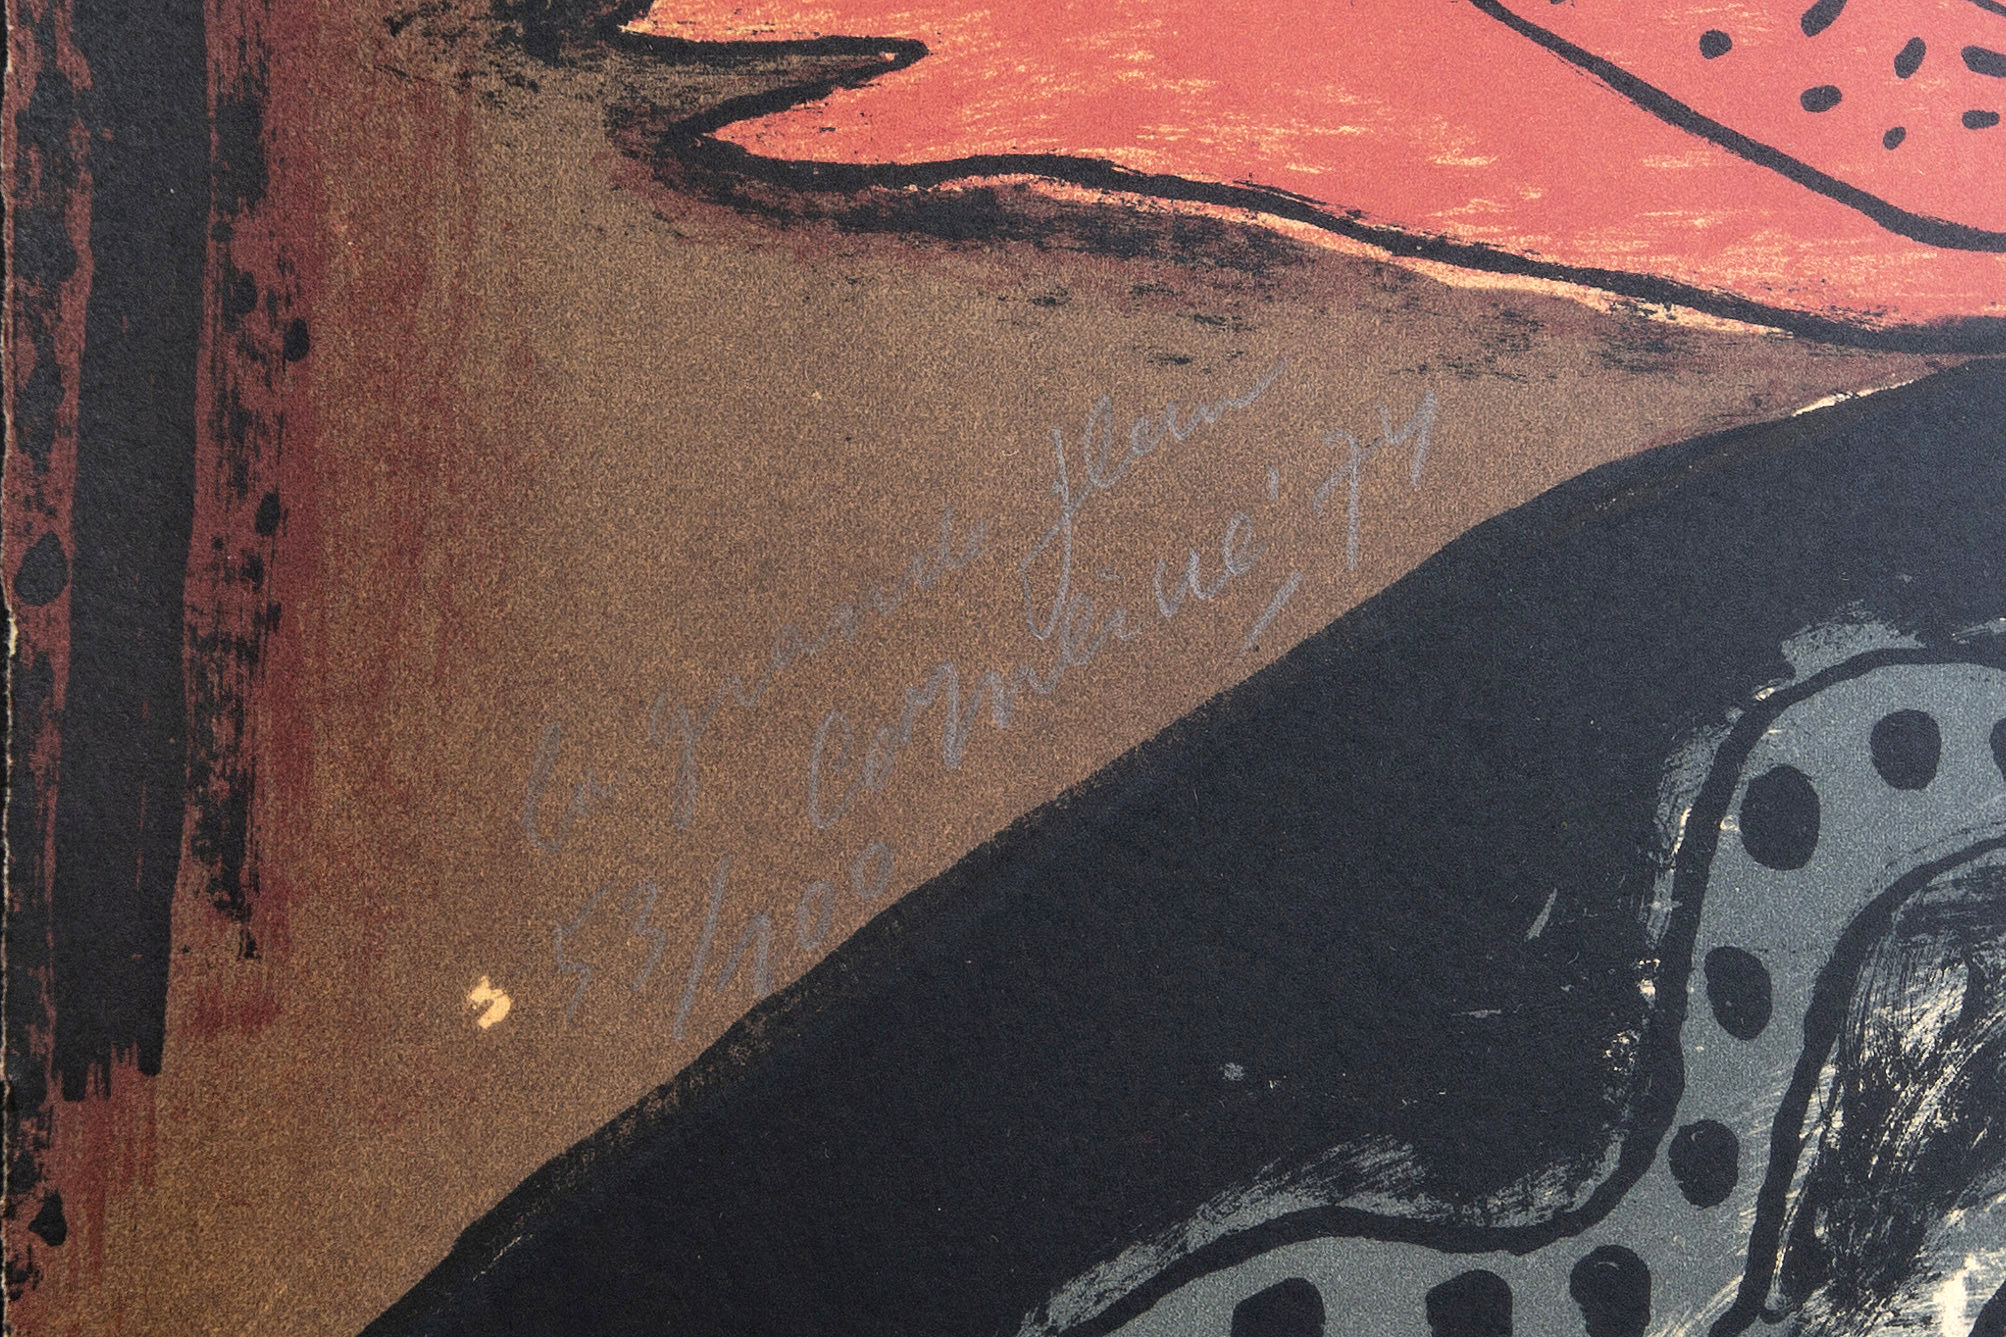 La grande fleur
Corneille '74
53/100